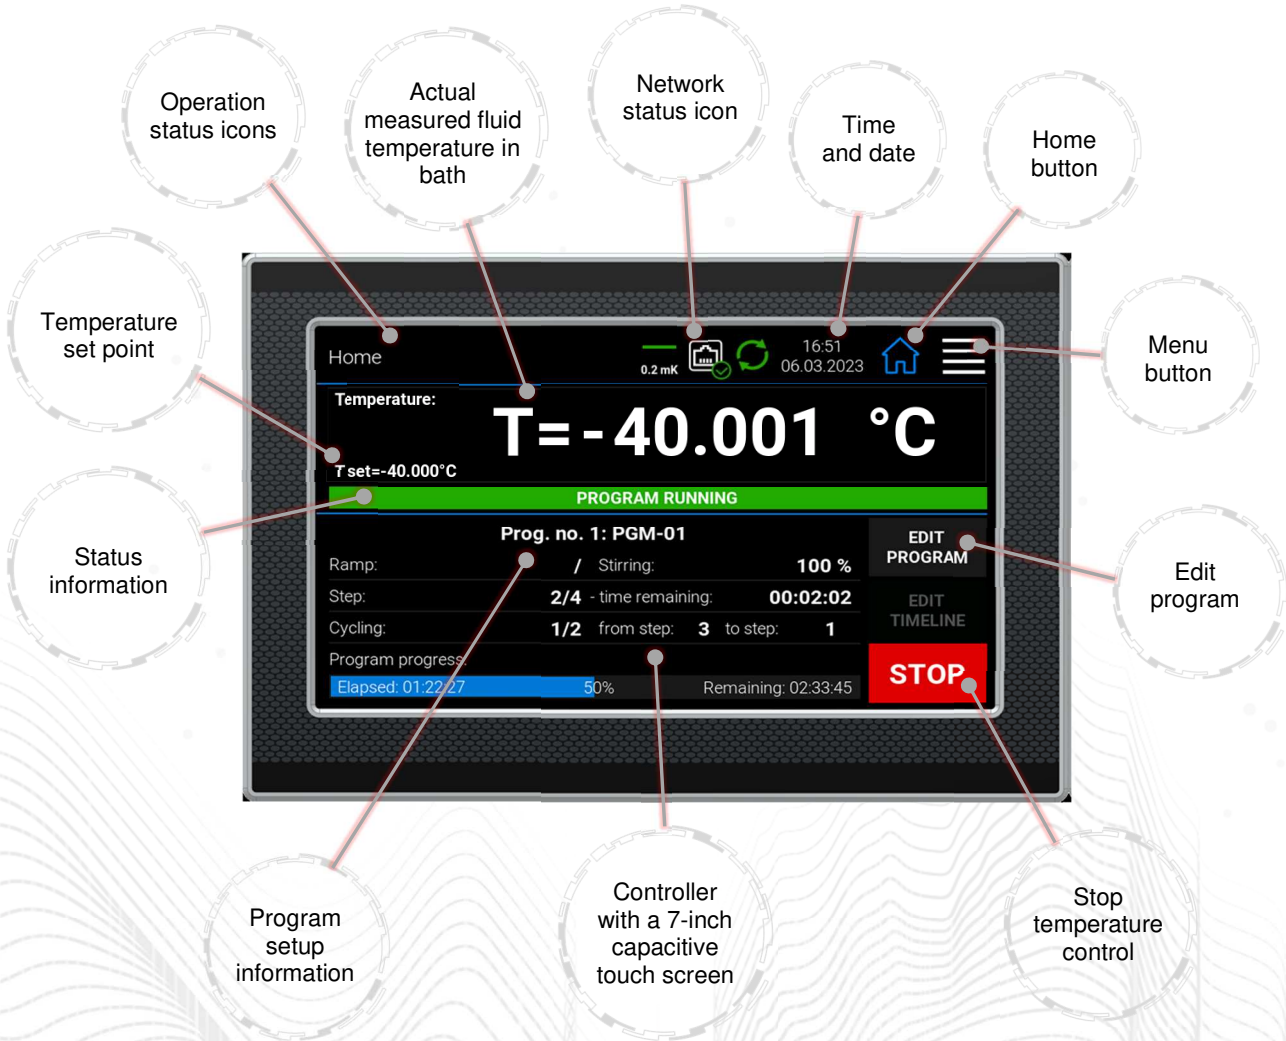 Operation
status icons
Actual
measured fluid
temperature in
bath
Network
status icon
Time
and date
Home
button
Temperature
set point
Menu
button
Status
information
Edit
program
Home
0.2 mK
16:51
06.03.2023
Temperature:
T=-40.001 °C
T set=-40.000°C
PROGRAM RUNNING
Prog. no. 1: PGM-01
Ramp: / Stirring: 100 %
Step: 2/4 - time remaining: 00:02:02
Cycling: 1/2 from step: 3 to step: 1
Program progress:
Elapsed: 01:22:27 50% Remaining: 02:33:45
EDIT
PROGRAM
EDIT
TIMELINE
STOP
Program
setup
information
Controller
with a 7-inch
capacitive
touch screen
Stop
temperature
control